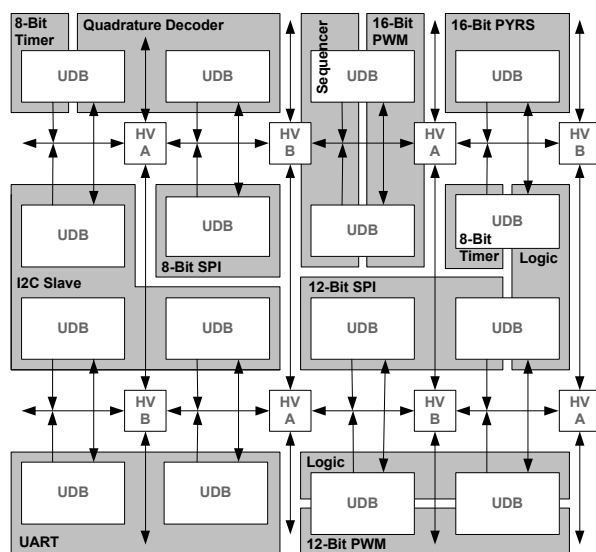 8-Bit
Timer
Quadrature Decoder
Sequencer
16-Bit
PWM
16-Bit PYRS
UDB
UDB
UDB
UDB
HV
A
HV
B
HV
A
HV
B
UDB
UDB
UDB
UDB
8-Bit SPI
8-Bit
Timer
Logic
I2C Slave
12-Bit SPI
UDB
UDB
UDB
UDB
HV
B
HV
A
HV
B
HV
A
Logic
UDB
UDB
UDB
UDB
UART
12-Bit PWM